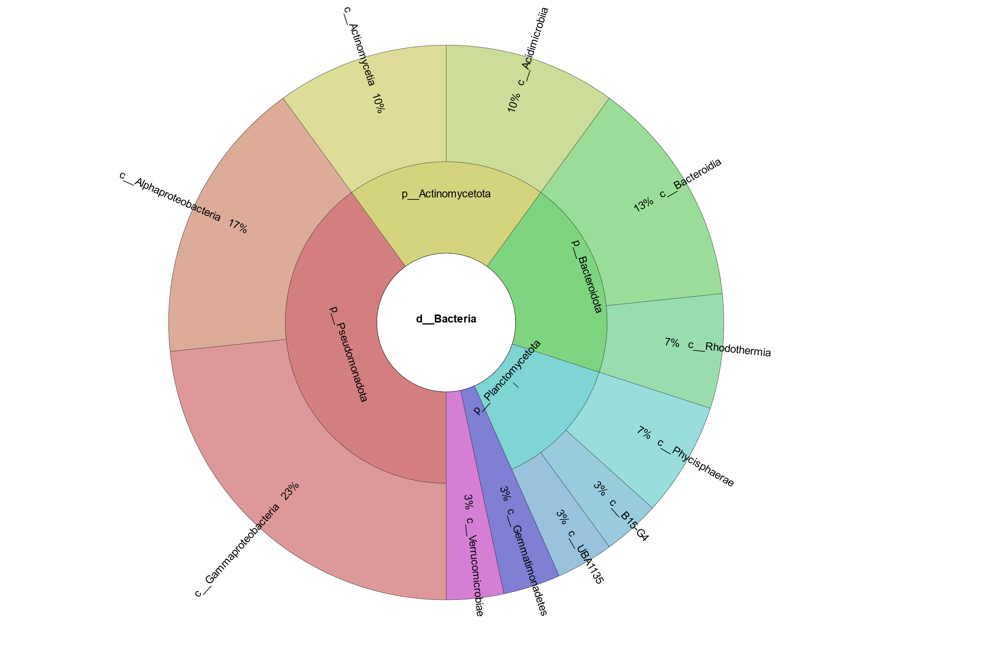 c__Actinomycetia 10%
10% c__Acidimicrobiia
13% c__Bacteroidia
c__Alphaproteobacteria 17%
p__Actinomycetota
p__Bacteroidota
d__Bacteria
p__Pseudomonadota
7% c__Rhodothermia
p__Planctomycetota
7% c__Phycisphaerae
3% c__B15-G4
3% c__UBA1135
3% c__Gemmatimonadetes
3% c__Verrucomicrobiae
c__Gammaproteobacteria 23%